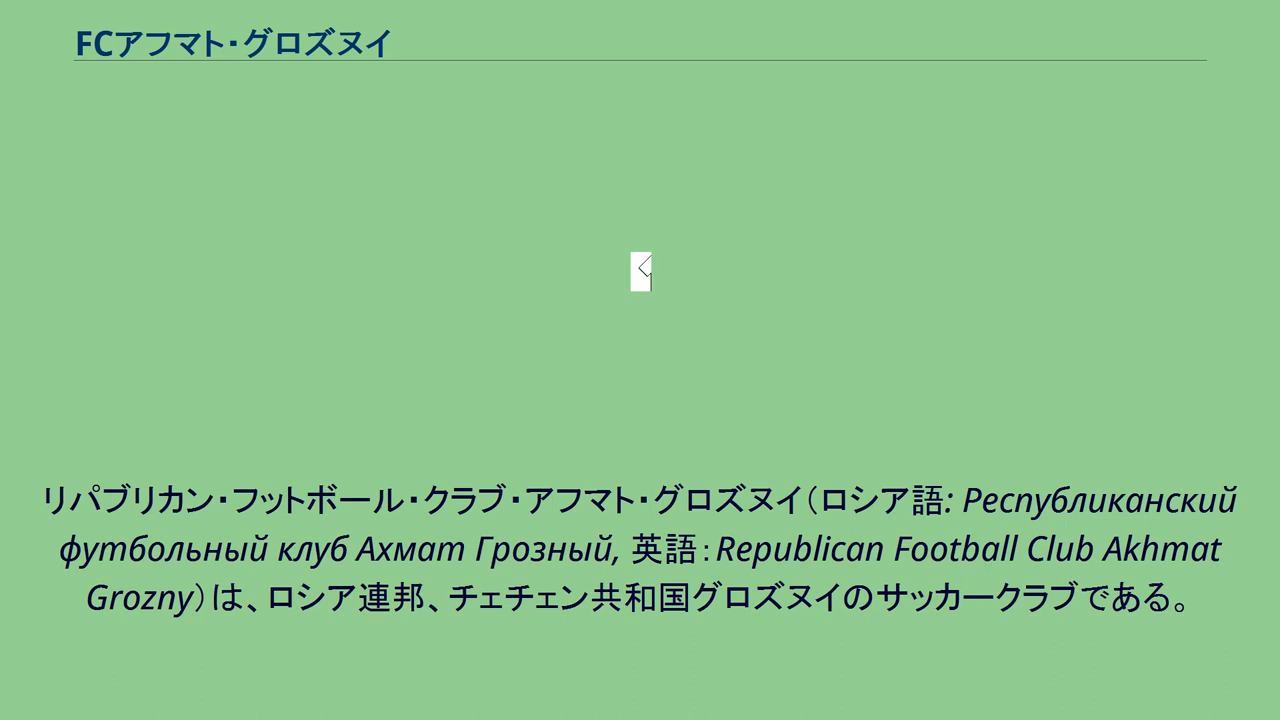 FCアフマト・グロズヌイ
リパブリカン・フットボール・クラブ・アフマト・グロズヌイ（ロシア語: Республиканский
футбольный клуб Ахмат Грозный, 英語：Republican Football Club Akhmat
Grozny）は、ロシア連邦、チェチェン共和国グロズヌイのサッカークラブである。